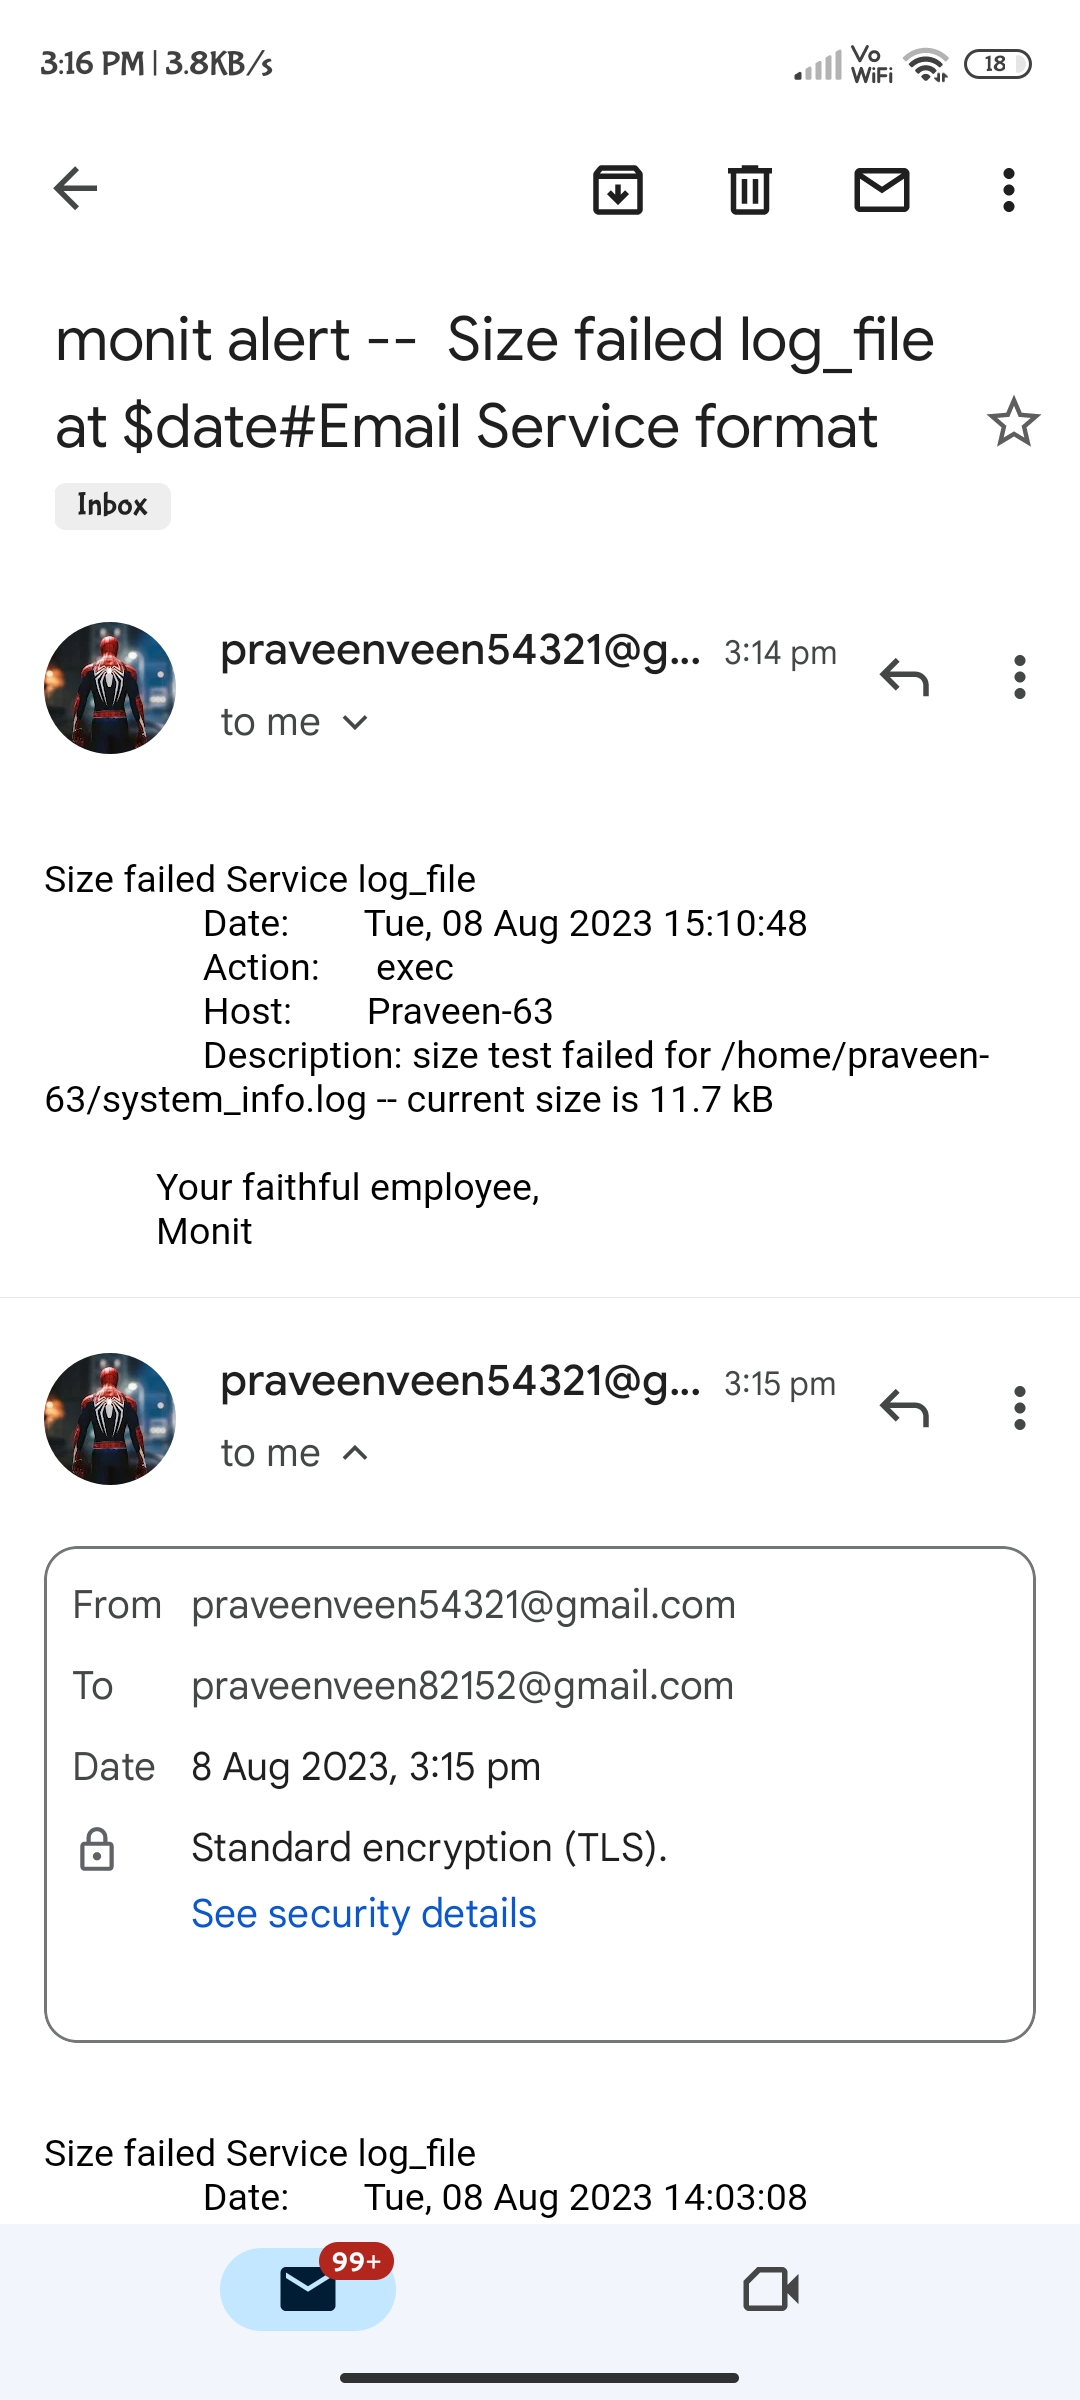 3:16 PM | 3.8KB/s
Vo
WiFi
18
monit alert --  Size failed log_file
at $date#Email Service format
Inbox
praveenveen54321@g... 3:14 pm
to me
Size failed Service log_file
Date: Tue, 08 Aug 2023 15:10:48
Action: exec
Host: Praveen-63
Description: size test failed for /home/praveen-
63/system_info.log -- current size is 11.7 kB
Your faithful employee,
Monit
praveenveen54321@g... 3:15 pm
to me
From praveenveen54321@gmail.com
To praveenveen82152@gmail.com
Date 8 Aug 2023, 3:15 pm
Standard encryption (TLS).
See security details
Size failed Service log_file
Date: Tue, 08 Aug 2023 14:03:08
99+